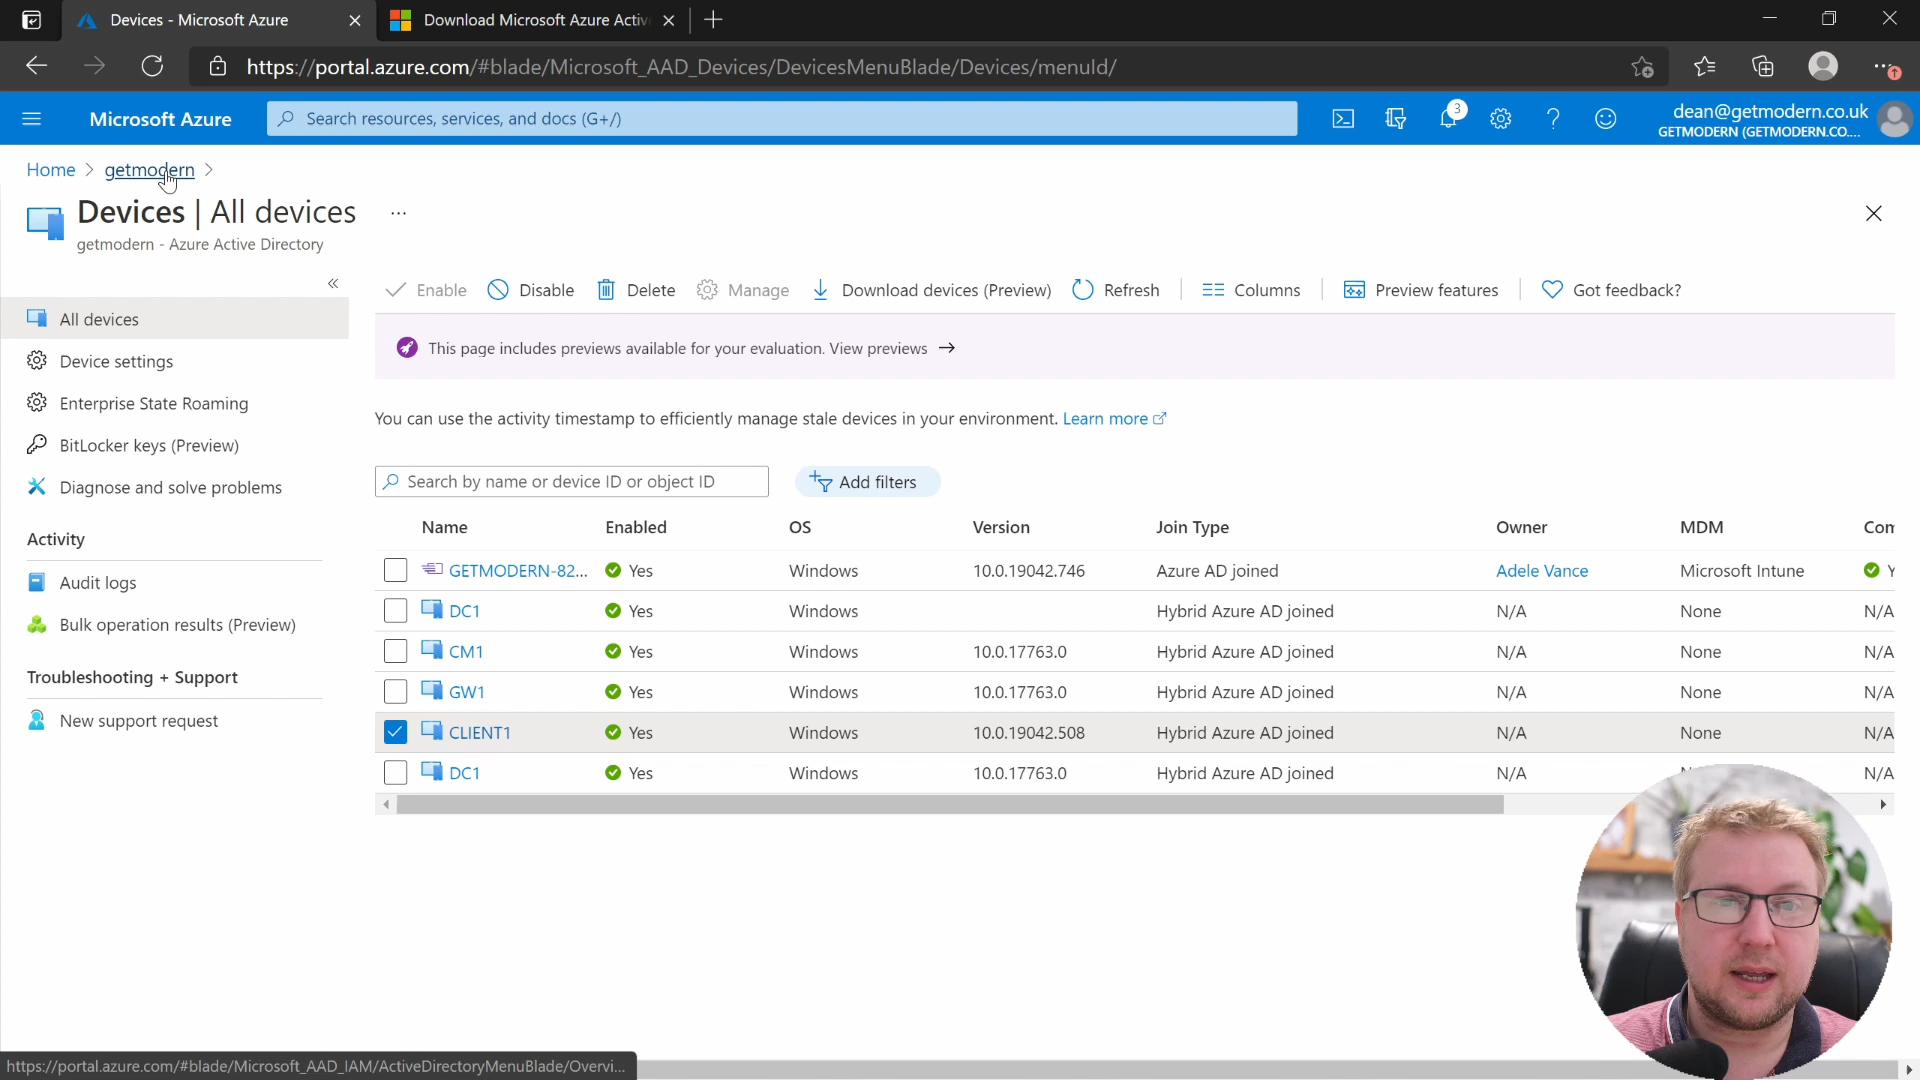 Devices - Microsoft Azure
Download Microsoft Azure Activ
https://portal.azure.com/#blade/Microsoft_AAD_Devices/DevicesMenuBlade/Devices/menuId/
Microsoft Azure
Search resources, services, and docs (G+/)
3
dean@getmodern.co.uk
GETMODERN (GETMODERN.CO....
Home > getmodern >
Devices | All devices ...
getmodern - Azure Active Directory
All devices
Device settings
Enterprise State Roaming
BitLocker keys (Preview)
Diagnose and solve problems
Activity
Audit logs
Bulk operation results (Preview)
Troubleshooting + Support
New support request
Enable Disable Delete Manage Download devices (Preview) Refresh Columns Preview features Got feedback?
This page includes previews available for your evaluation. View previews →
You can use the activity timestamp to efficiently manage stale devices in your environment. Learn more
Search by name or device ID or object ID
Add filters
Name Enabled OS Version Join Type Owner MDM Com
GETMODERN-82... Yes Windows 10.0.19042.746 Azure AD joined Adele Vance Microsoft Intune Y
DC1 Yes Windows Hybrid Azure AD joined N/A None N/A
CM1 Yes Windows 10.0.17763.0 Hybrid Azure AD joined N/A None N/A
GW1 Yes Windows 10.0.17763.0 Hybrid Azure AD joined N/A None N/A
CLIENT1 Yes Windows 10.0.19042.508 Hybrid Azure AD joined N/A None N/A
DC1 Yes Windows 10.0.17763.0 Hybrid Azure AD joined N/A N/A
https://portal.azure.com/#blade/Microsoft_AAD_IAM/ActiveDirectoryMenuBlade/Overvi...